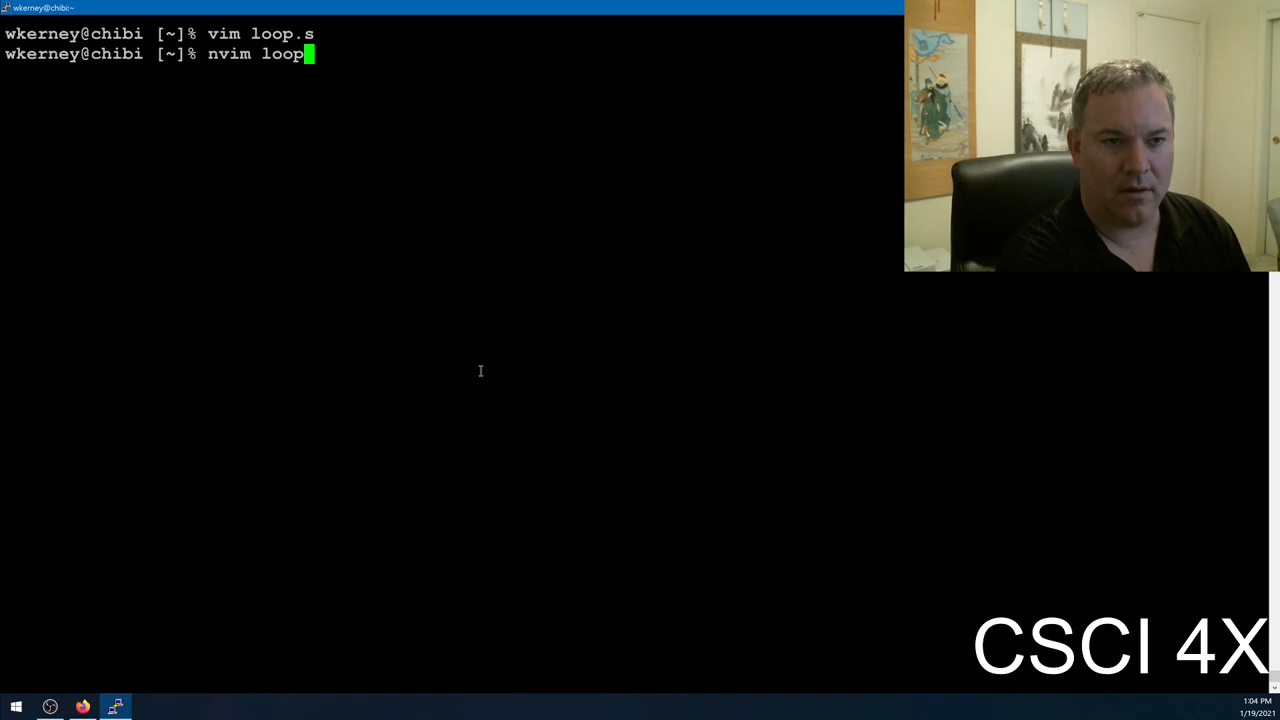 wkerney@chibi:~
wkerney@chibi [~]% vim loop.s
wkerney@chibi [~]% nvim loop
CSCI 4X
1:04 PM
1/19/2021